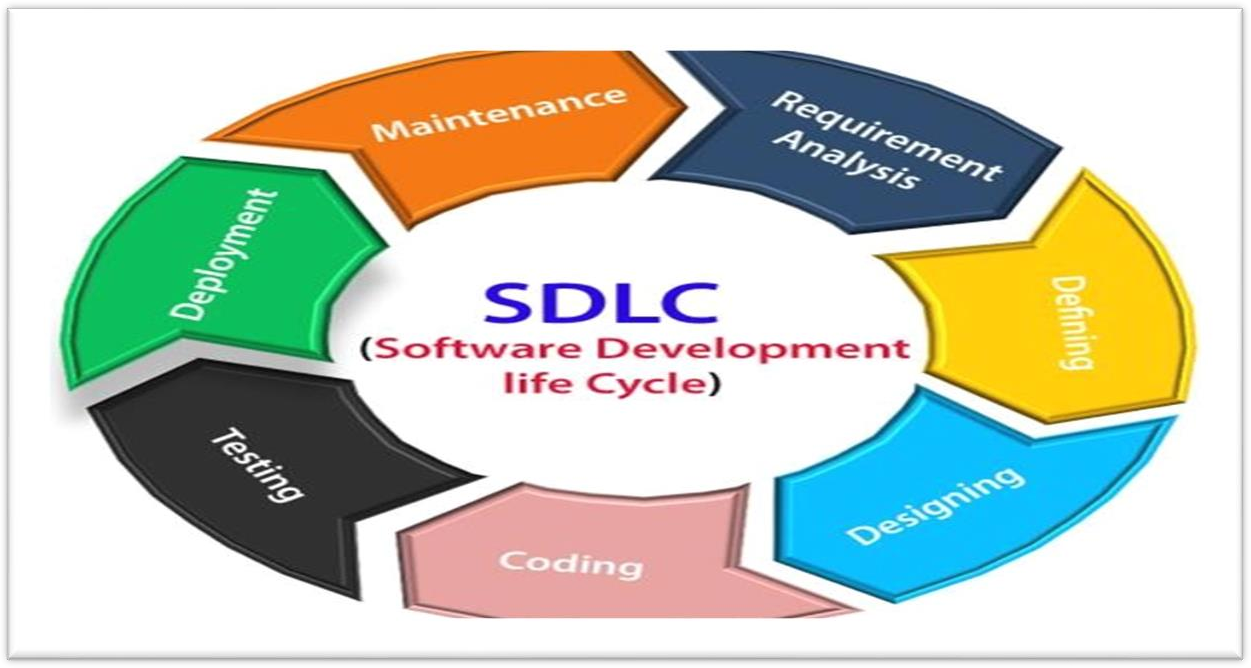 SDLC
(Software Development
life Cycle)
Requirement
Analysis
Defining
Designing
Coding
Testing
Deployment
Maintenance